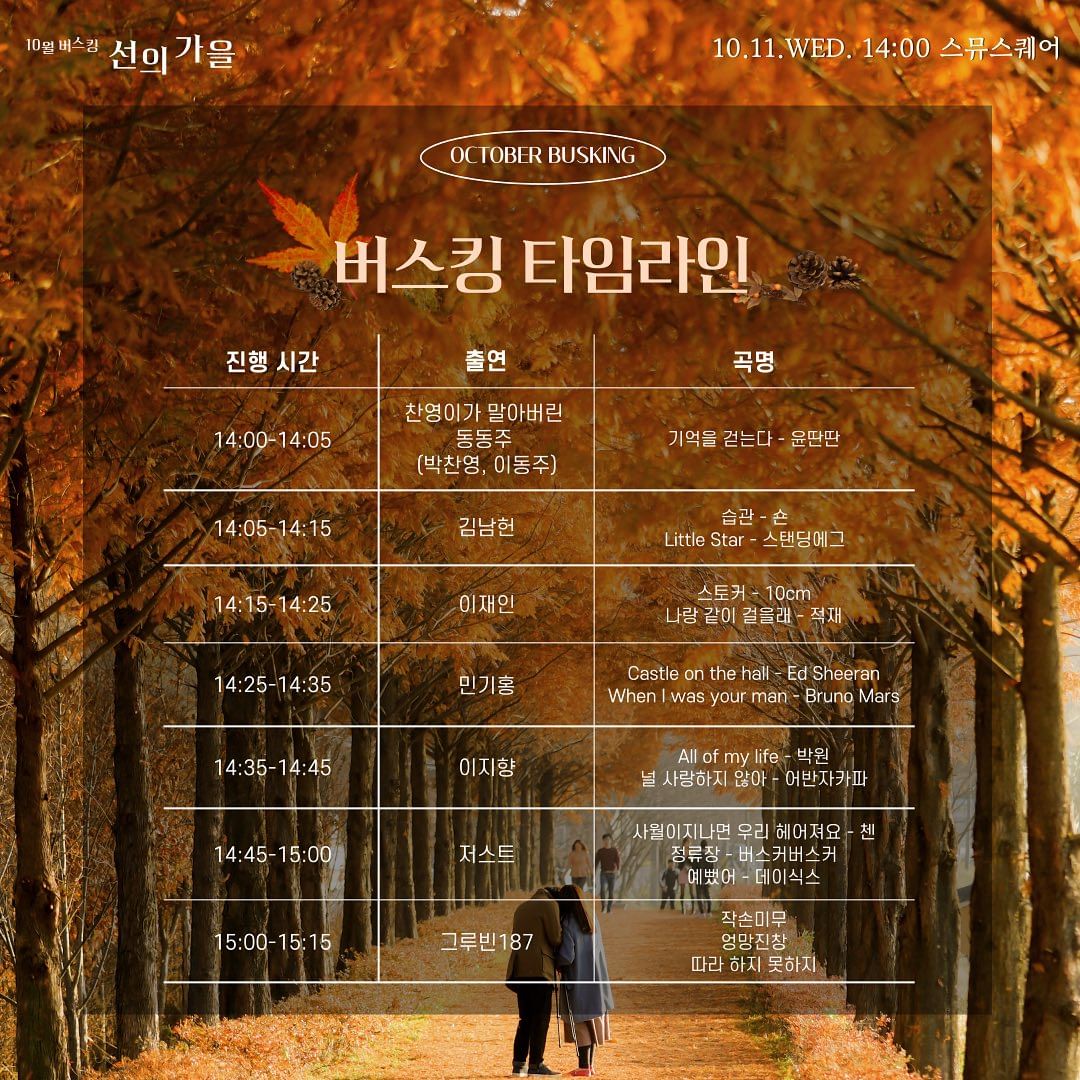 10월 버스킹 선의 가을
10.11.WED. 14:00 스뮤스퀘어
OCTOBER BUSKING
버스킹 타임라인
진행 시간 출연 곡명
14:00-14:05
찬영이가 말아버린
동동주
(박찬영, 이동주)
기억을 걷는다 - 윤딴딴
14:05-14:15
김남헌
습관 - 숀
Little Star - 스탠딩에그
14:15-14:25
이재인
스토커 - 10cm
나랑 같이 걸을래 - 적재
14:25-14:35
민기홍
Castle on the hall - Ed Sheeran
When I was your man - Bruno Mars
14:35-14:45
이지향
All of my life - 박원
널 사랑하지 않아 - 어반자카파
14:45-15:00
저스트
사월이지나면 우리 헤어져요 - 첸
정류장 - 버스커버스커
예뻤어 - 데이식스
15:00-15:15
그루빈187
작손미무
엉망진창
따라 하지 못하지